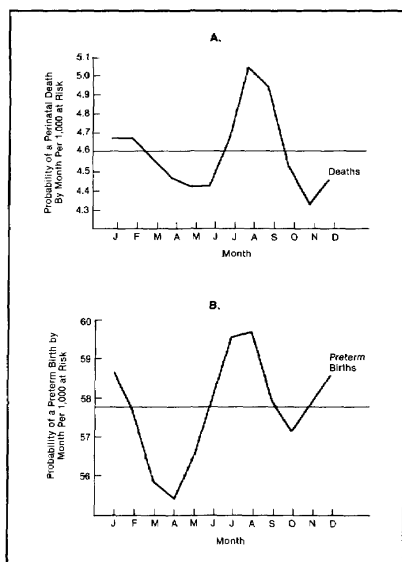 A.
Probability of a Perinatal Death
By Month Per 1,000 at Risk
5.1
5.0
4.9
4.8
4.7
4.6
4.5
4.4
4.3
Deaths
J F M A M J J A S O N D
Month
B.
Probability of a Preterm Birth by
Month Per 1,000 at Risk
60
59
58
57
56
Preterm
Births
J F M A M J J A S O N D
Month